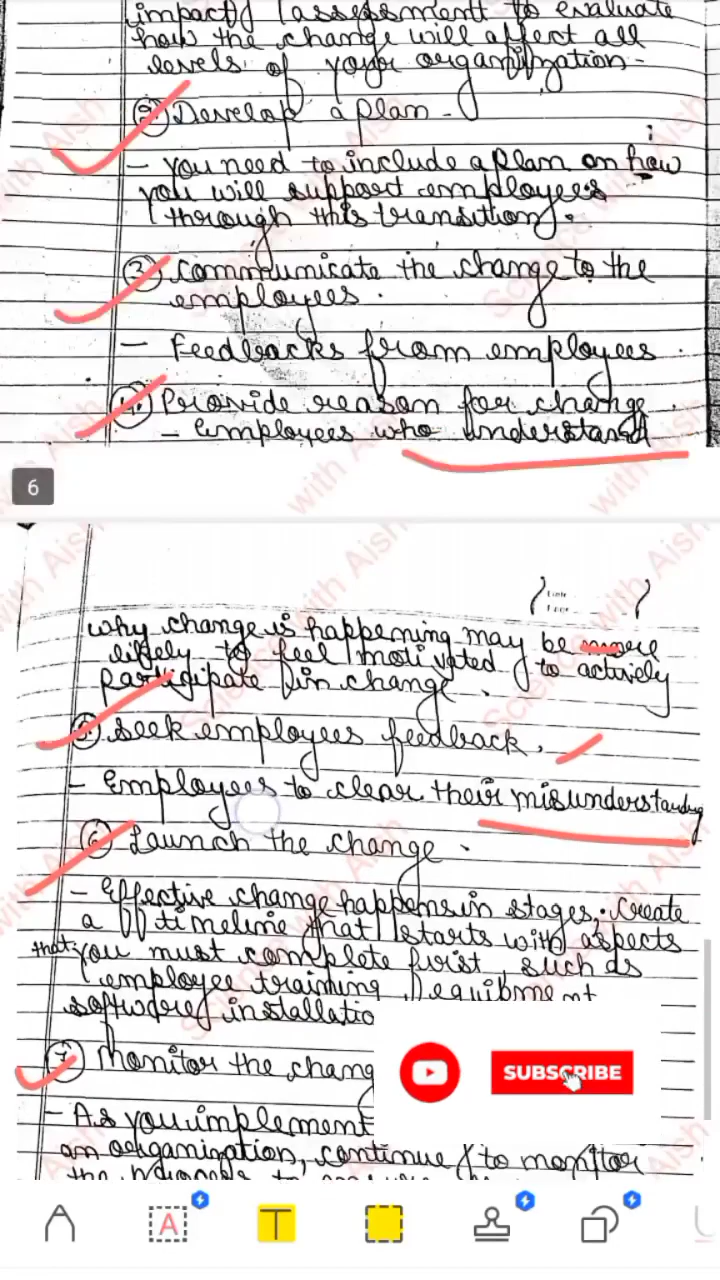 impact assessment to evaluate
how the change will affect all
levels of your organization-
② Develop a plan -
- you need to include a plan on how
you will support employees
through this transition.
③ Communicate the change to the
employees.
- Feedbacks from employees.
④ Provide reason for change.
- Employees who understand
6
why change is happening may be more
likely to feel motivated to actively
participate in change.
⑤ Seek employees feedback.
- Employees to clear their misunderstanding
⑥ Launch the change.
- Effective change happens in stages, create
a timeline that starts with aspects
that you must complete first, such as
employee training, equipment
software installatio
⑦ Monitor the chang
SUBSCRIBE
- As you implement
an organization, continue to monitor
Science with Aish